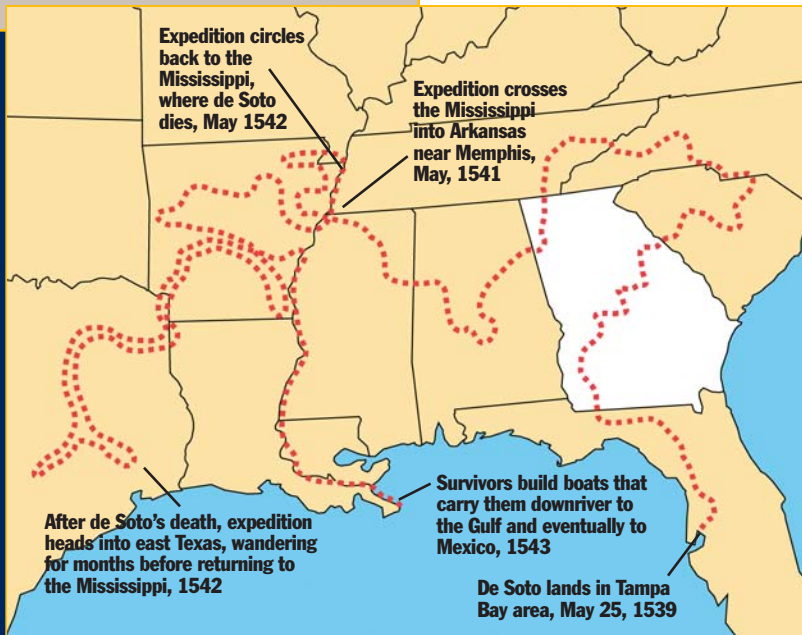 Expedition circles
back to the
Mississippi,
where de Soto
dies, May 1542
Expedition crosses
the Mississippi
into Arkansas
near Memphis,
May, 1541
After de Soto’s death, expedition
heads into east Texas, wandering
for months before returning to
the Mississippi, 1542
Survivors build boats that
carry them downriver to
the Gulf and eventually to
Mexico, 1543
De Soto lands in Tampa
Bay area, May 25, 1539